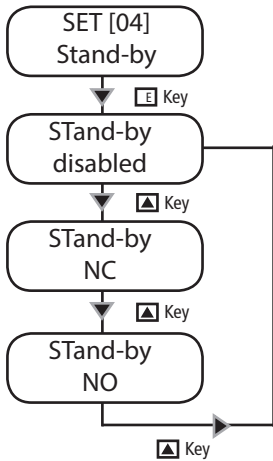 SET [04]
Stand-by
E Key
STand-by
disabled
Key
STand-by
NC
Key
STand-by
NO
Key